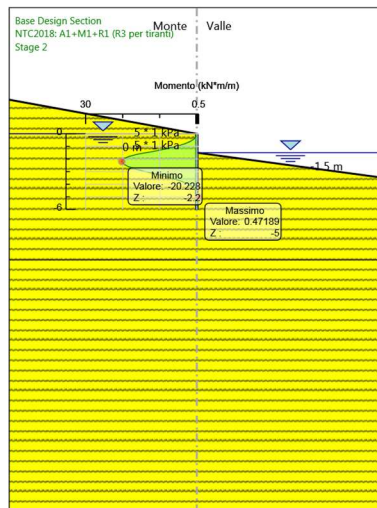 Base Design Section
NTC2018: A1+M1+R1 (R3 per tiranti)
Stage 2
Monte Valle
Momento (kN*m/m)
30 0.5
0
5 * 1 kPa
0 m
5 * 1 kPa
-1.5 m
Minimo
Valore: -20.228
Z : -2.2
-6
Massimo
Valore: 0.47189
Z : -5